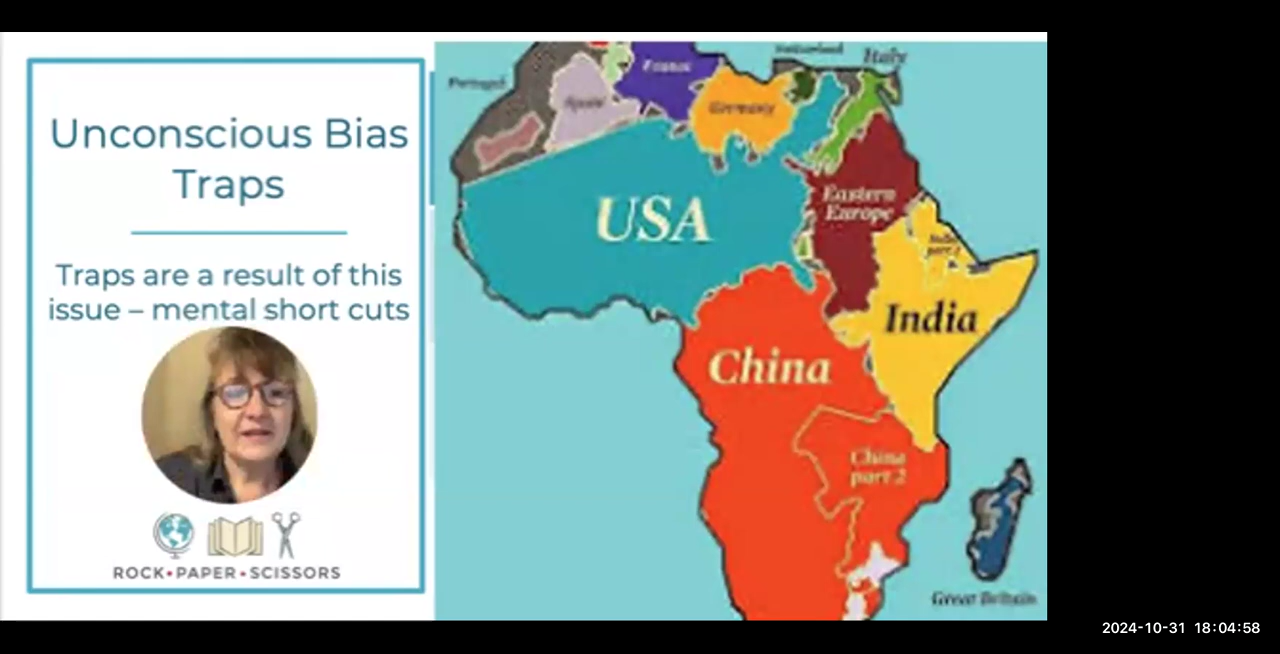 Unconscious Bias
Traps
Traps are a result of this
issue – mental short cuts
ROCK•PAPER•SCISSORS
Portugal
Spain
France
Germany
Switzerland
Italy
USA
Eastern
Europe
India
part 2
India
China
China
part 2
Great Britain
2024-10-31 18:04:58